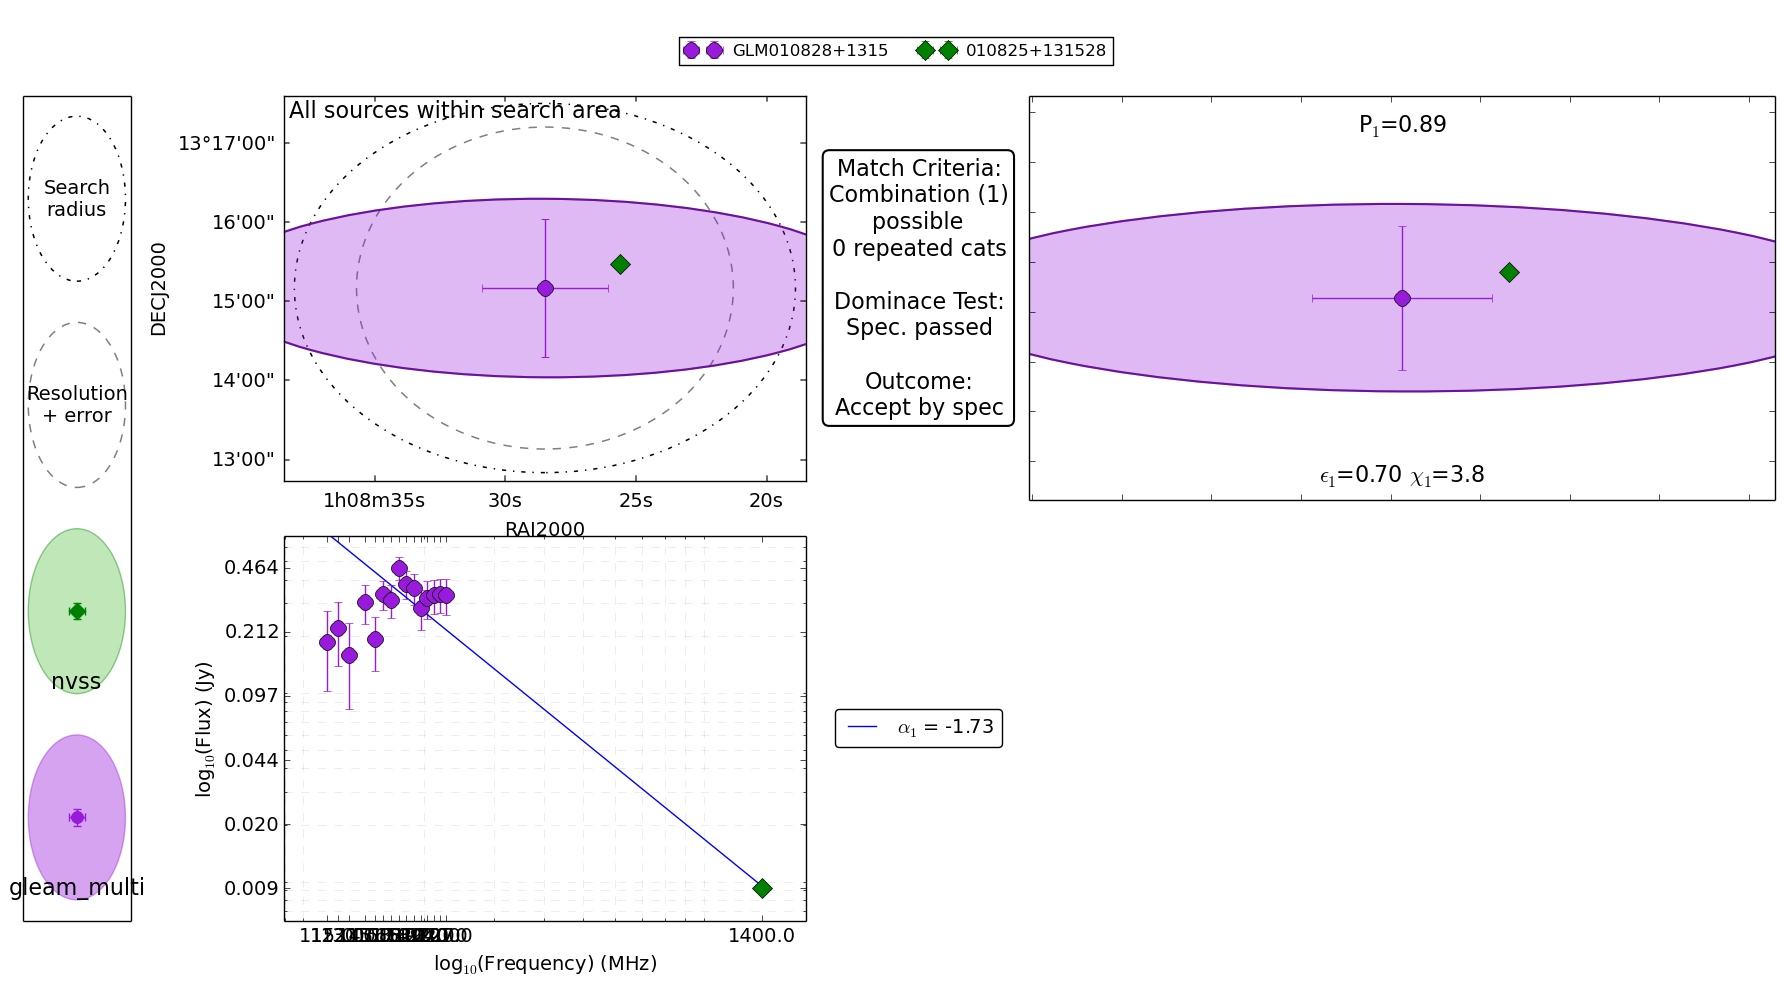 GLM010828+1315
010825+131528
Search
radius
Resolution
+ error
nvss
gleam_multi
All sources within search area
DECJ2000
13°17'00"
16'00"
15'00"
14'00"
13'00"
1h08m35s
30s
25s
20s
RAJ2000
Match Criteria:
Combination (1)
possible
0 repeated cats
Dominace Test:
Spec. passed
Outcome:
Accept by spec
P₁=0.89
ϵ₁=0.70 χ₁=3.8
log₁₀(Flux) (Jy)
0.464
0.212
0.097
0.044
0.020
0.009
1400.0
log₁₀(Frequency) (MHz)
α₁ = -1.73